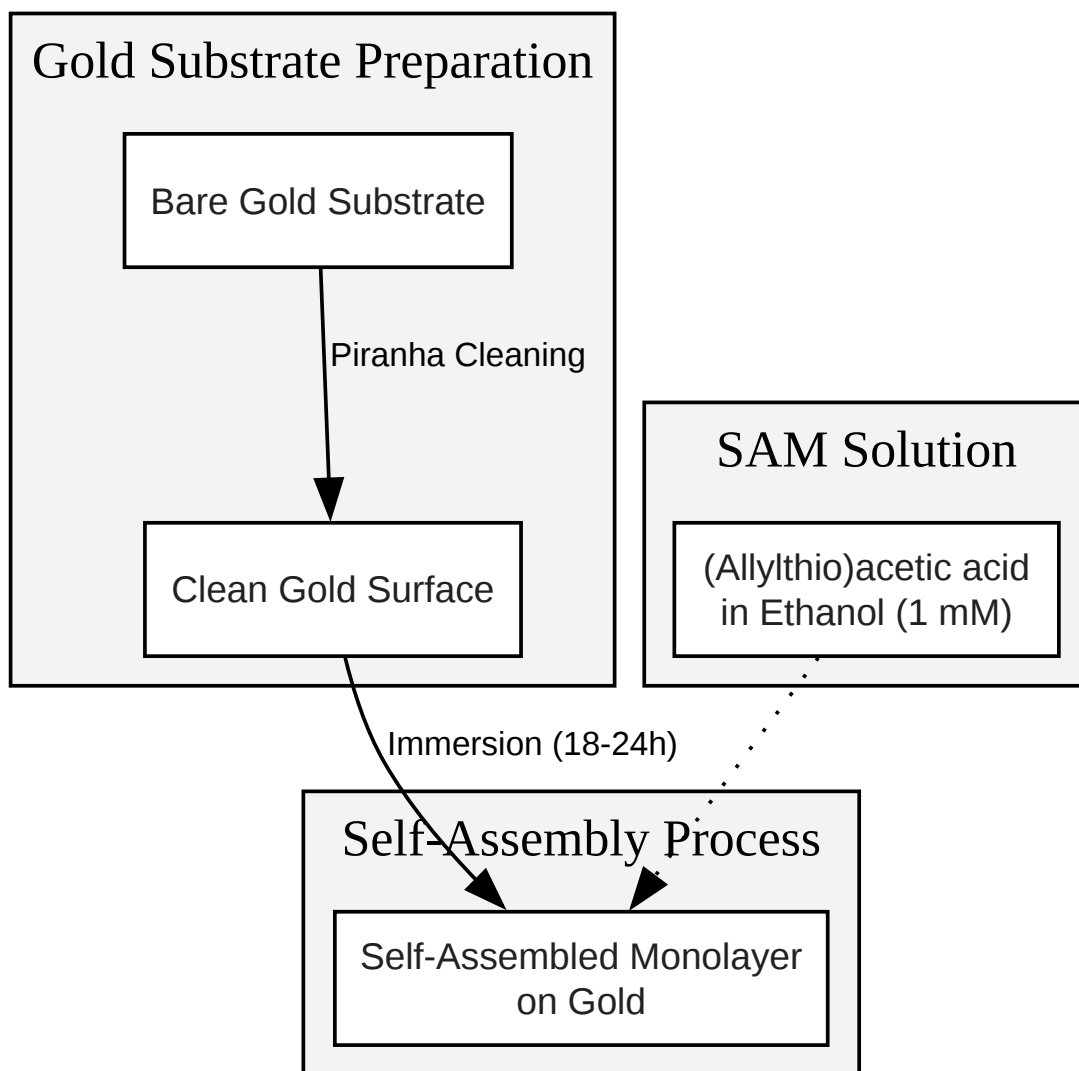 Gold Substrate Preparation
Bare Gold Substrate
Piranha Cleaning
Clean Gold Surface
SAM Solution
(Allylthio)acetic acid
in Ethanol (1 mM)
Immersion (18-24h)
Self-Assembly Process
Self-Assembled Monolayer
on Gold